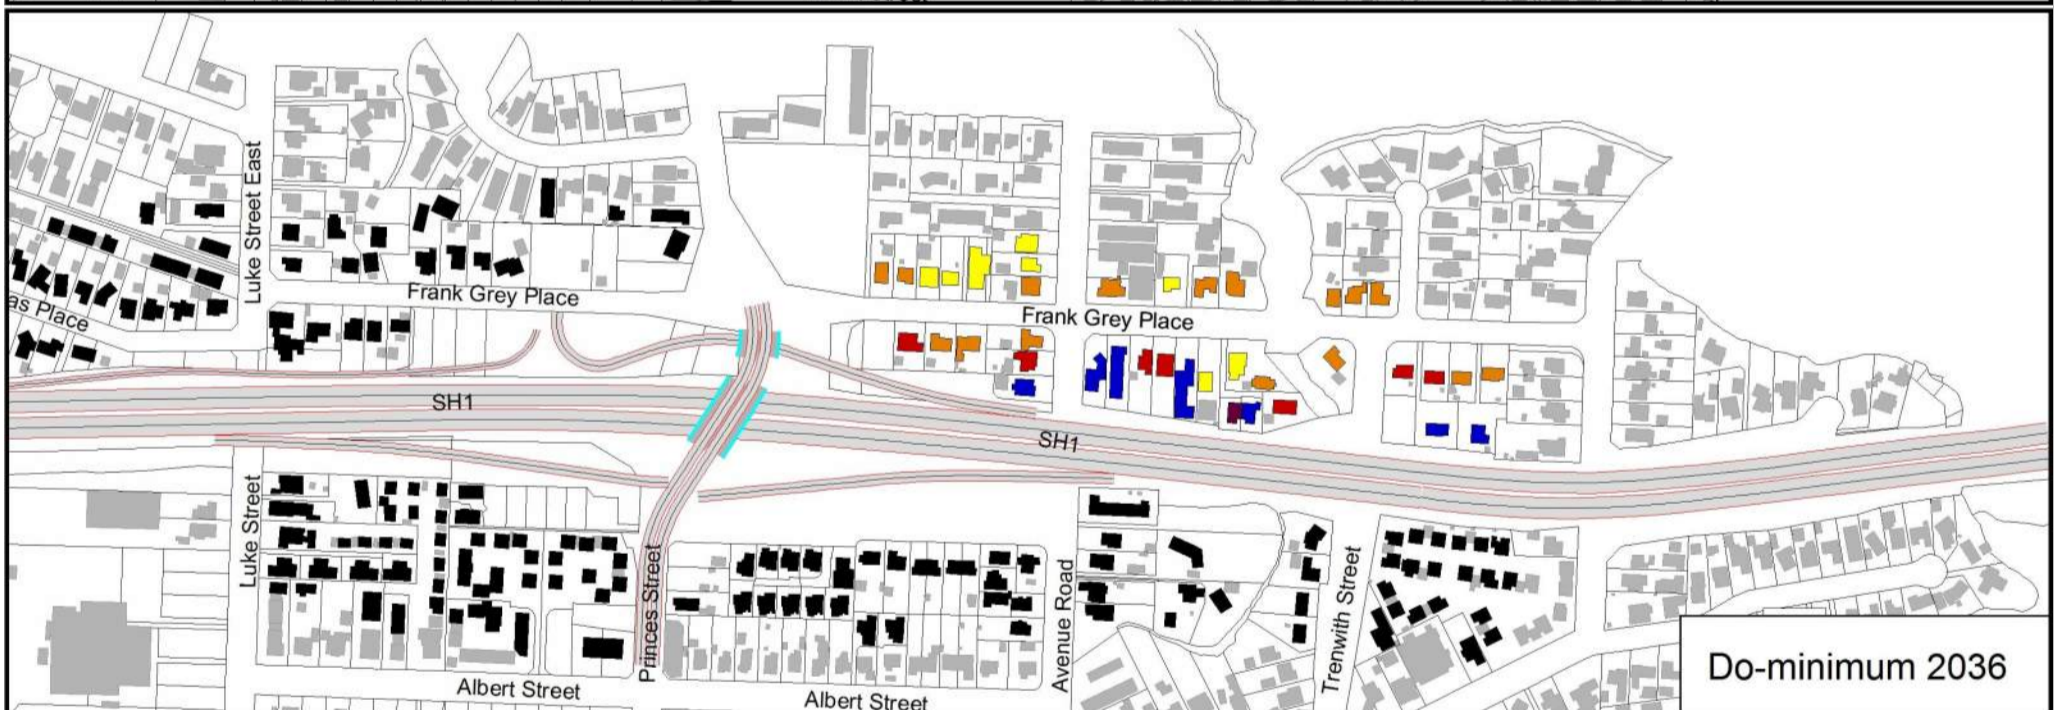 Luke Street East
Frank Grey Place
as Place
Frank Grey Place
SH1
SH1
Luke Street
Princes Street
Avenue Road
Trenwith Street
Albert Street
Albert Street
Do-minimum 2036